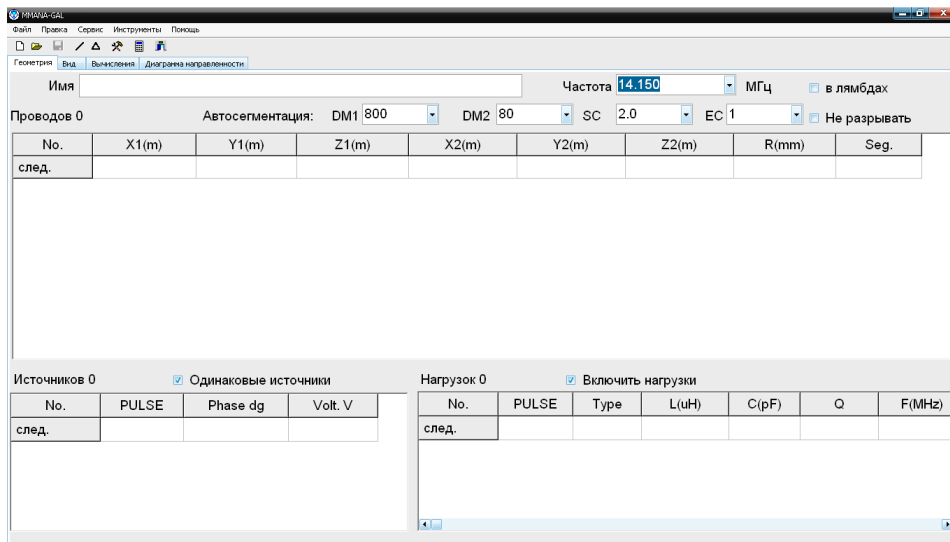 MMANA-GAL
Файл Правка Сервис Инструменты Помощь
Геометрия Вид Вычисления Диаграмма направленности
Имя Частота 14.150 МГц в лямбдах
Проводов 0 Автосегментация: DM1 800 DM2 80 SC 2.0 EC 1 Не разрывать
No. X1(m) Y1(m) Z1(m) X2(m) Y2(m) Z2(m) R(mm) Seg.
след.
Источников 0 Одинаковые источники
No. PULSE Phase dg Volt. V
след.
Нагрузок 0 Включить нагрузки
No. PULSE Type L(uH) C(pF) Q F(MHz)
след.